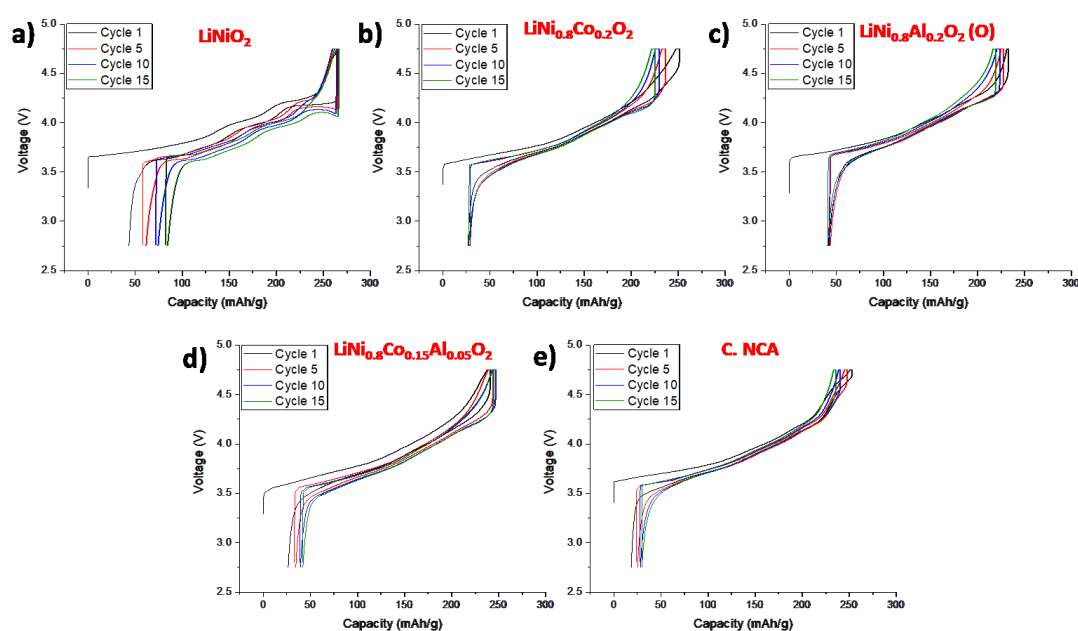 a)
LiNiO2
Cycle 1
Cycle 5
Cycle 10
Cycle 15
Voltage (V)
5.0
4.5
4.0
3.5
3.0
2.5
0 50 100 150 200 250 300
Capacity (mAh/g)
b)
LiNi0.8Co0.2O2
Cycle 1
Cycle 5
Cycle 10
Cycle 15
Voltage (V)
5.0
4.5
4.0
3.5
3.0
2.5
0 50 100 150 200 250 300
Capacity (mAh/g)
c)
LiNi0.8Al0.2O2 (O)
Cycle 1
Cycle 5
Cycle 10
Cycle 15
Voltage (V)
5.0
4.5
4.0
3.5
3.0
2.5
0 50 100 150 200 250 300
Capacity (mAh/g)
d)
LiNi0.8Co0.15Al0.05O2
Cycle 1
Cycle 5
Cycle 10
Cycle 15
Voltage (V)
5.0
4.5
4.0
3.5
3.0
2.5
0 50 100 150 200 250 300
Capacity (mAh/g)
e)
C. NCA
Cycle 1
Cycle 5
Cycle 10
Cycle 15
Voltage (V)
5.0
4.5
4.0
3.5
3.0
2.5
0 50 100 150 200 250 300
Capacity (mAh/g)